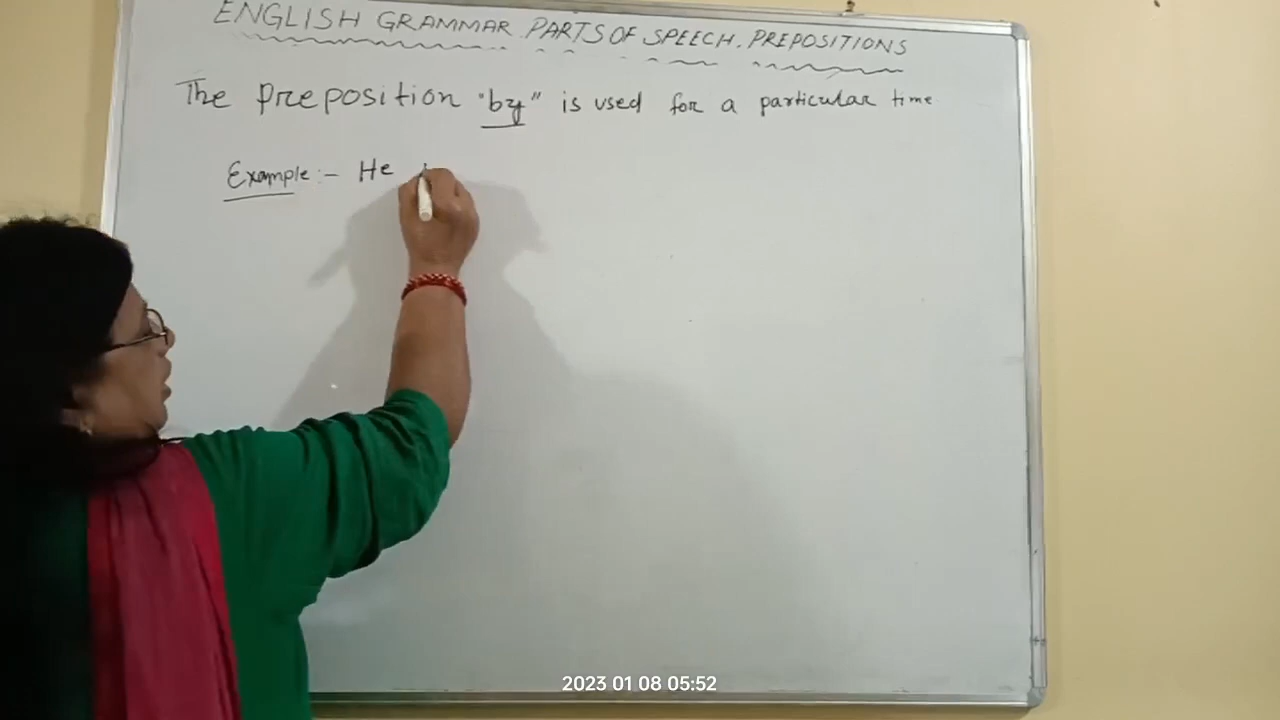 ENGLISH GRAMMAR. PARTS OF SPEECH. PREPOSITIONS
The preposition "by" is used for a particular time
Example :- He
2023 01 08 05:52